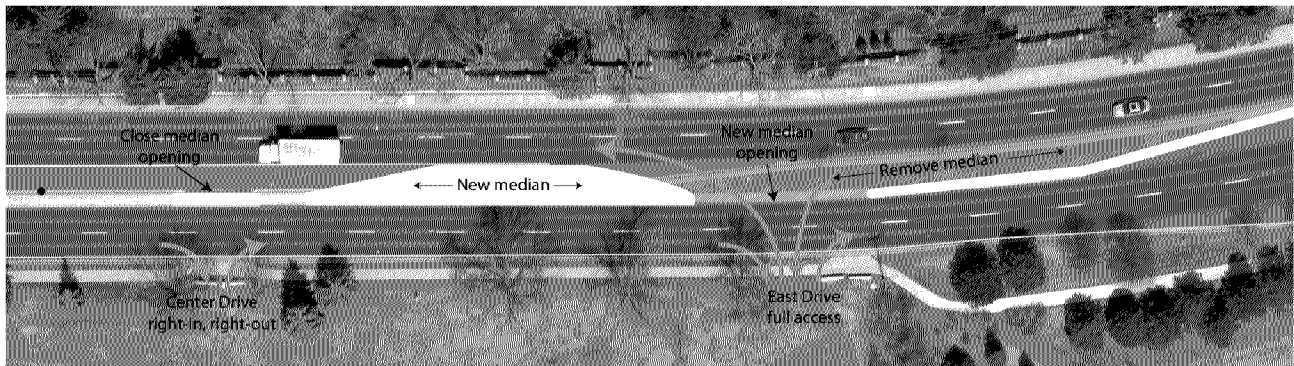 Close median
opening
New median
New median
opening
Remove median
Center Drive
right-in, right-out
East Drive
full access